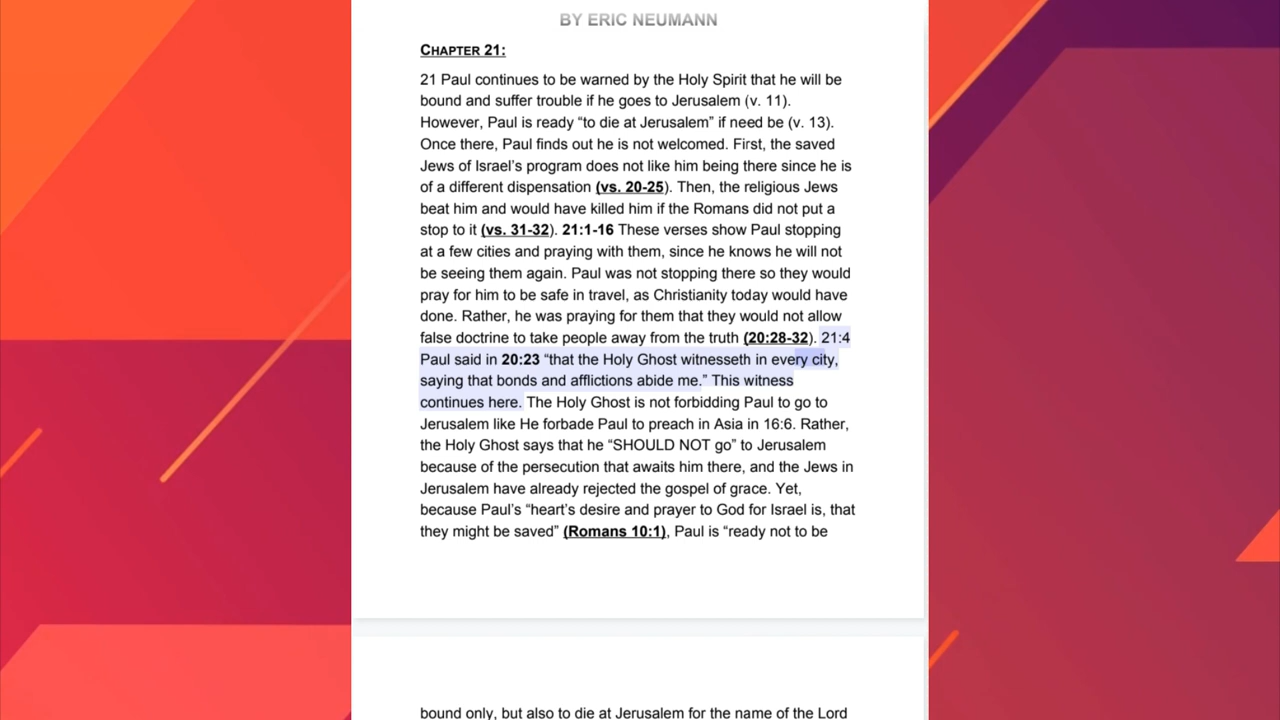 BY ERIC NEUMANN
CHAPTER 21:
21 Paul continues to be warned by the Holy Spirit that he will be
bound and suffer trouble if he goes to Jerusalem (v. 11).
However, Paul is ready “to die at Jerusalem” if need be (v. 13).
Once there, Paul finds out he is not welcomed. First, the saved
Jews of Israel’s program does not like him being there since he is
of a different dispensation (vs. 20-25). Then, the religious Jews
beat him and would have killed him if the Romans did not put a
stop to it (vs. 31-32). 21:1-16 These verses show Paul stopping
at a few cities and praying with them, since he knows he will not
be seeing them again. Paul was not stopping there so they would
pray for him to be safe in travel, as Christianity today would have
done. Rather, he was praying for them that they would not allow
false doctrine to take people away from the truth (20:28-32). 21:4
Paul said in 20:23 “that the Holy Ghost witnesseth in every city,
saying that bonds and afflictions abide me.” This witness
continues here. The Holy Ghost is not forbidding Paul to go to
Jerusalem like He forbade Paul to preach in Asia in 16:6. Rather,
the Holy Ghost says that he “SHOULD NOT go” to Jerusalem
because of the persecution that awaits him there, and the Jews in
Jerusalem have already rejected the gospel of grace. Yet,
because Paul’s “heart’s desire and prayer to God for Israel is, that
they might be saved” (Romans 10:1), Paul is “ready not to be
bound only, but also to die at Jerusalem for the name of the Lord